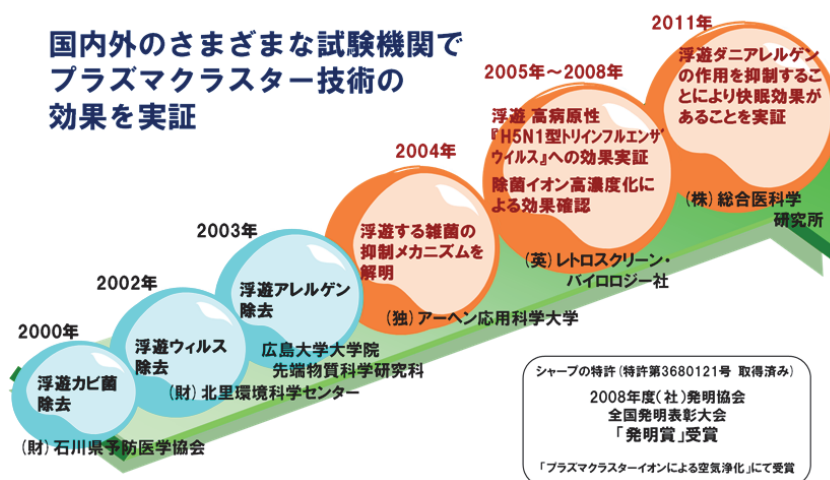 国内外のさまざまな試験機関で
プラズマクラスター技術の
効果を実証
2000年
浮遊カビ菌
除去
(財)石川県予防医学協会
2002年
浮遊ウィルス
除去
(財)北里環境科学センター
2003年
浮遊アレルゲン
除去
広島大学大学院
先端物質科学研究科
2004年
浮遊する雑菌の
抑制メカニズムを
解明
(独)アーヘン応用科学大学
2005年～2008年
浮遊 高病原性
『H5N1型トリインフルエンザ
ウイルス』への効果実証
除菌イオン高濃度化に
よる効果確認
(英)レトロスクリーン・
バイロロジー社
2011年
浮遊ダニアレルゲン
の作用を抑制するこ
とにより快眠効果が
あることを実証
(株)総合医科学
研究所
シャープの特許(特許第3680121号 取得済み)
2008年度(社)発明協会
全国発明表彰大会
「発明賞」受賞
「プラズマクラスターイオンによる空気浄化」にて受賞